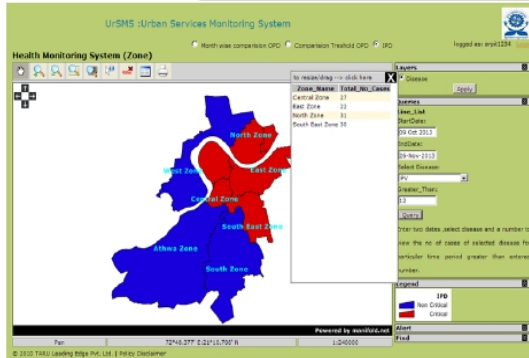 UrSMS :Urban Services Monitoring System
Month wise comparision OPD Comparision Treshold OPD IPD
logged as: srpk1234
Health Monitoring System (Zone)
to resize/drag --> click here X
Zone_Name Total_No_Cases
Central Zone 27
East Zone 22
North Zone 31
South East Zone 30
North Zone
West Zone
East Zone
Central Zone
South East Zone
Athwa Zone
South Zone
Powered by manifold.net
Pan 1:240000
© 2010 TARU Leading Edge Pvt. Ltd. | Policy Disclaimer
Layers
Disease
Apply
Queries
Line_List
StartDate:
09 Oct 2013
EndDate:
28-Nov-2013
Select Disease:
Greater_Than:
13
Query
Enter two dates ,select disease and a number to
view the no of cases of selected disease for
particular time period greater than entered
number.
Legend
IPD
Non Critical
Critical
Alert
Find